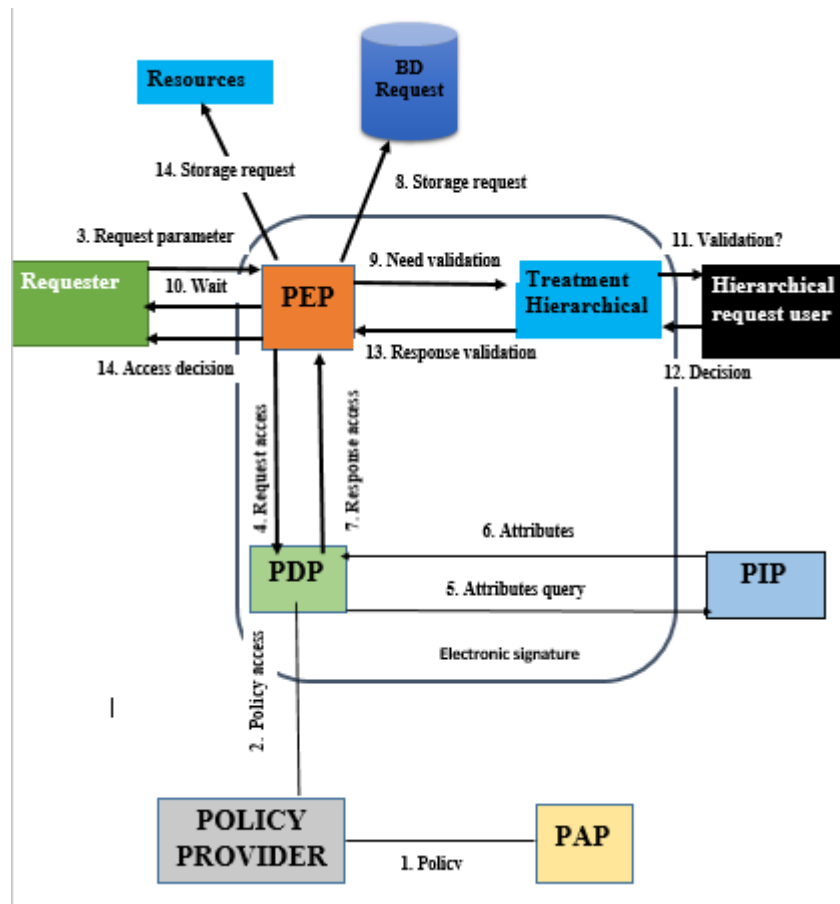 BD
Request
Resources
14. Storage request
8. Storage request
3. Request parameter
11. Validation?
9. Need validation
Requester
10. Wait
PEP
Treatment
Hierarchical
Hierarchical
request user
13. Response validation
14. Access decision
12. Decision
4. Request access
7. Response access
6. Attributes
PDP
5. Attributes query
PIP
Electronic signature
2. Policy access
POLICY
PROVIDER
PAP
1. Policy